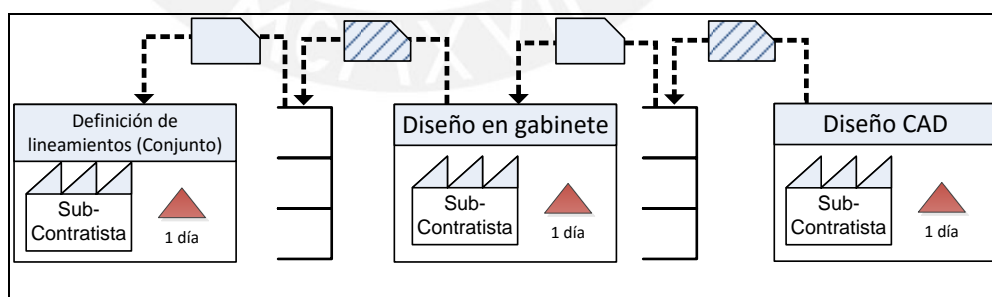 Definición de
lineamientos (Conjunto)
Sub-
Contratista
1 día
Diseño en gabinete
Sub-
Contratista
1 día
Diseño CAD
Sub-
Contratista
1 día